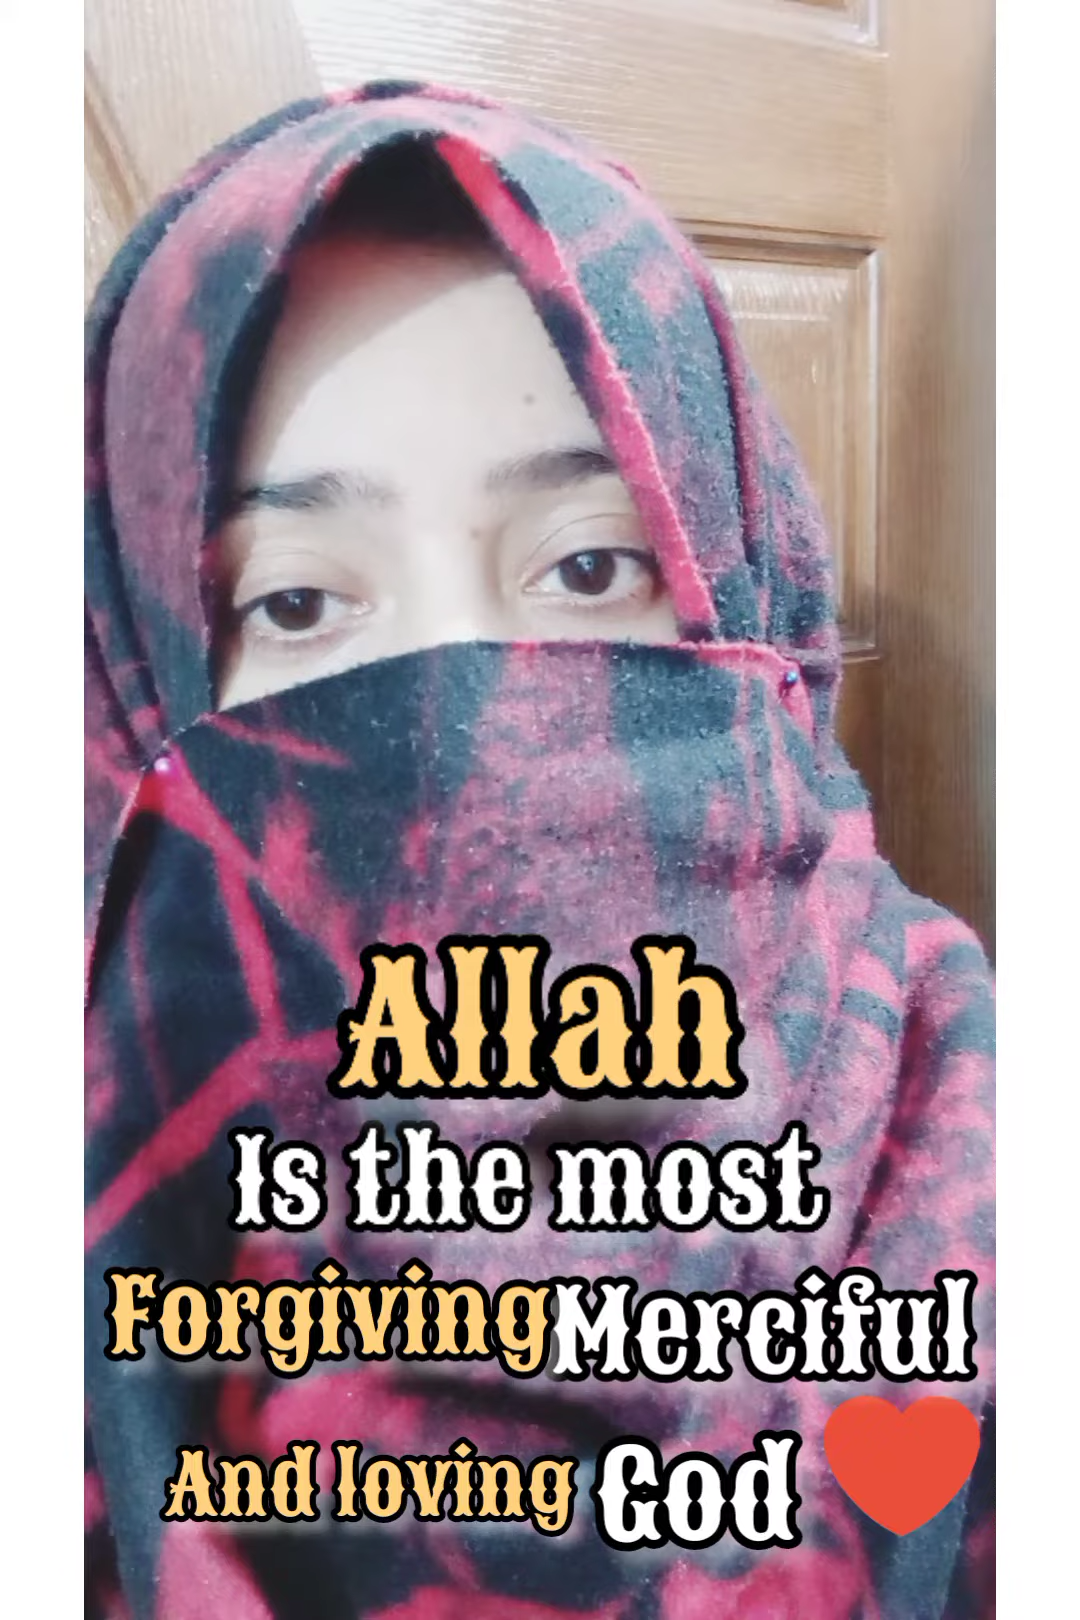 Allah
Is the most
Forgiving Merciful
And loving God ❤️